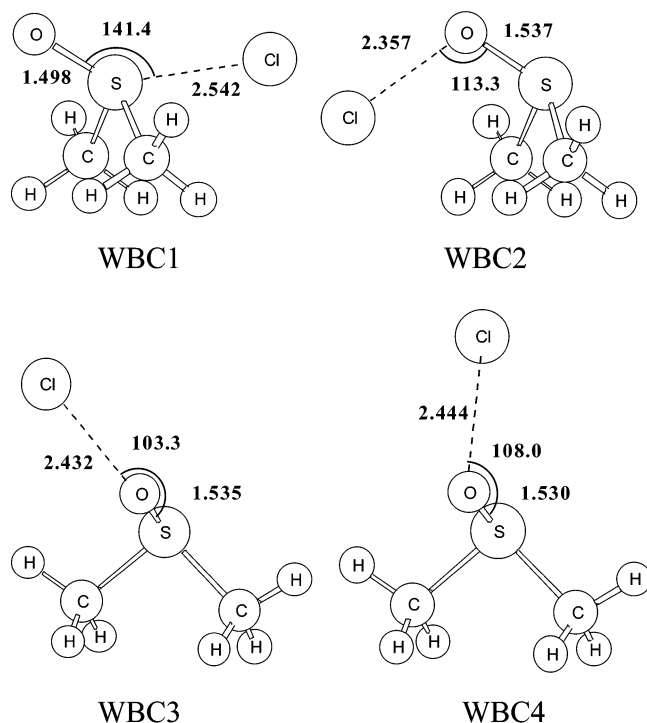 O
141.4
1.498
S
Cl
2.542
H
H
C
C
H
H
H
H
WBC1
2.357
O
1.537
Cl
113.3
S
H
H
C
C
H
H
H
H
WBC2
Cl
2.432
103.3
O
1.535
S
H
H
C
C
H
H
H
H
WBC3
Cl
2.444
108.0
O
1.530
S
H
H
C
C
H
H
H
H
WBC4